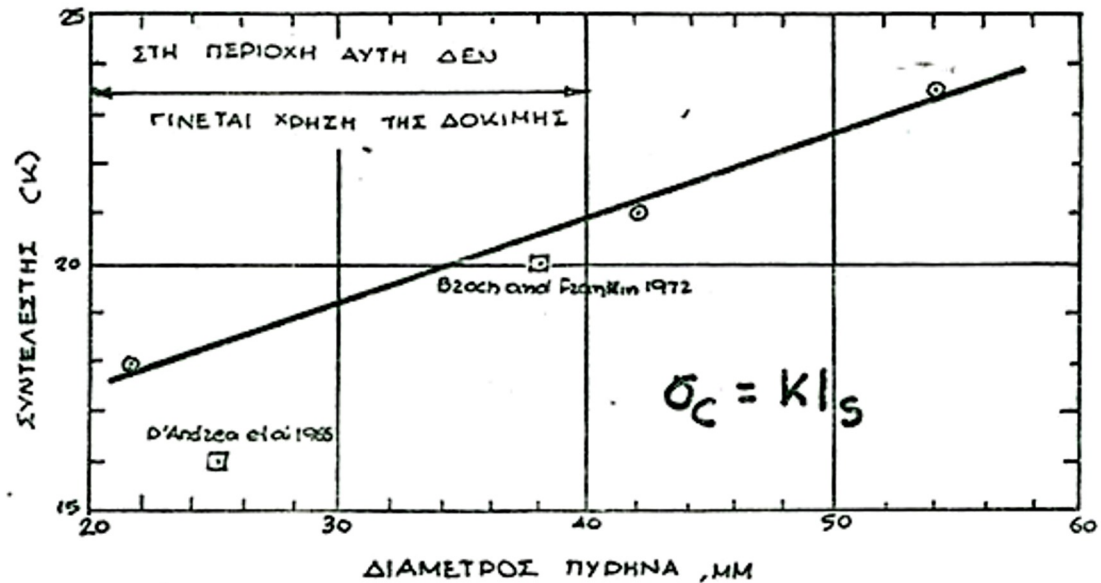 25
ΣΤΗ ΠΕΡΙΟΧΗ ΑΥΤΗ ΔΕΝ
ΓΙΝΕΤΑΙ ΧΡΗΣΗ ΤΗΣ ΔΟΚΙΜΗΣ
ΣΥΝΤΕΛΕΣΤΗΣ (Κ)
20
Broch and Franklin 1972
σc = KIs
D'Andrea et al 1965
15
20 30 40 50 60
ΔΙΑΜΕΤΡΟΣ ΠΥΡΗΝΑ , ΜΜ